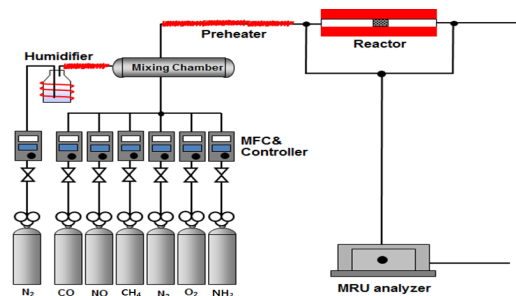 Preheater
Reactor
Humidifier
Mixing Chamber
MFC&
Controller
N₂ CO NO CH₄ N₂ O₂ NH₃
MRU analyzer